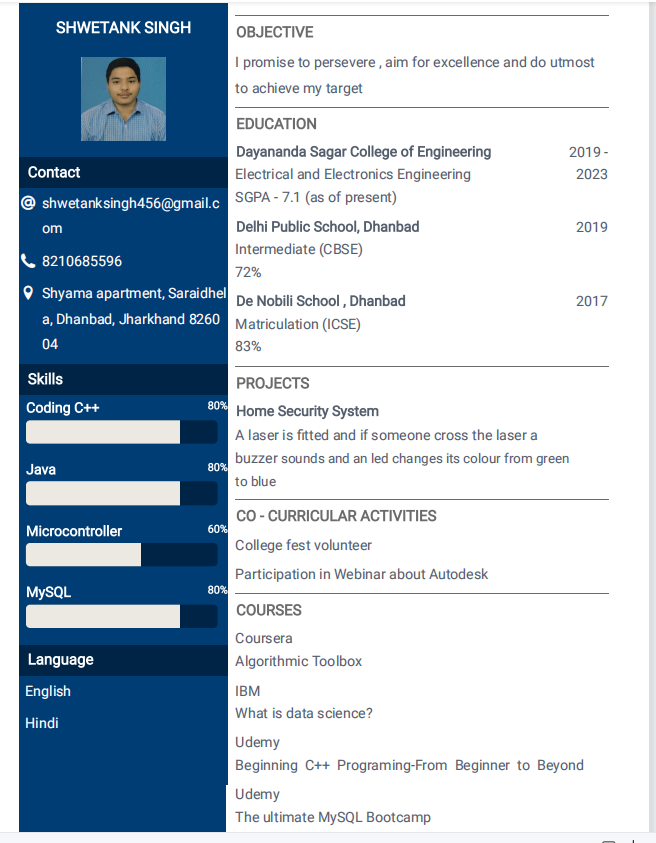 SHWETANK SINGH
Contact
shwetanksingh456@gmail.c
om
8210685596
Shyama apartment, Saraidhel
a, Dhanbad, Jharkhand 8260
04
Skills
Coding C++ 80%
Java 80%
Microcontroller 60%
MySQL 80%
Language
English
Hindi
OBJECTIVE
I promise to persevere , aim for excellence and do utmost
to achieve my target
EDUCATION
Dayananda Sagar College of Engineering 2019 -
Electrical and Electronics Engineering 2023
SGPA - 7.1 (as of present)
Delhi Public School, Dhanbad 2019
Intermediate (CBSE)
72%
De Nobili School , Dhanbad 2017
Matriculation (ICSE)
83%
PROJECTS
Home Security System
A laser is fitted and if someone cross the laser a
buzzer sounds and an led changes its colour from green
to blue
CO - CURRICULAR ACTIVITIES
College fest volunteer
Participation in Webinar about Autodesk
COURSES
Coursera
Algorithmic Toolbox
IBM
What is data science?
Udemy
Beginning C++ Programing-From Beginner to Beyond
Udemy
The ultimate MySQL Bootcamp